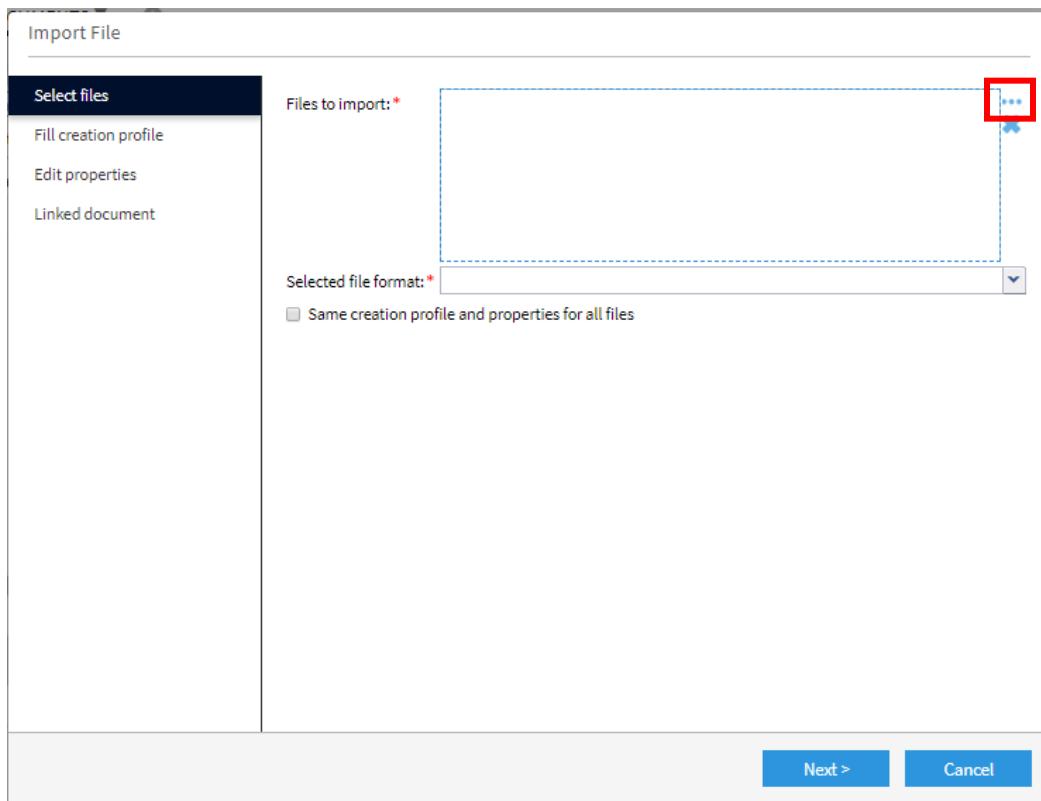 Import File
Select files
Fill creation profile
Edit properties
Linked document
Files to import:*
Selected file format:*
Same creation profile and properties for all files
Next >
Cancel